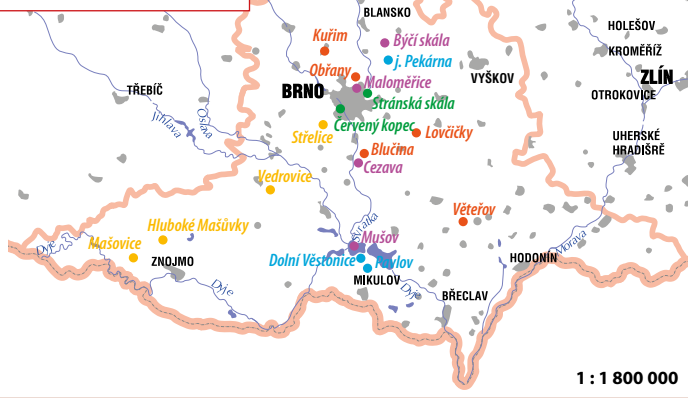 BLANSKO
HOLEŠOV
Kuřim
Býčí skála
KROMĚŘÍŽ
j. Pekárna
Obřany
ZLÍN
VYŠKOV
Maloměřice
TŘEBÍČ
BRNO
OTROKOVICE
Stránská skála
Jihlava
Oslava
Červený kopec
Lovčičky
Střelice
UHERSKÉ
HRADIŠŘĚ
Blučina
Cezava
Vedrovice
Věteřov
Svratka
Hluboké Mašůvky
Mušov
Dyje
Mašovice
Morava
ZNOJMO
Dolní Věstonice
Pavlov
HODONÍN
MIKULOV
Dyje
Dyje
BŘECLAV
1 : 1 800 000